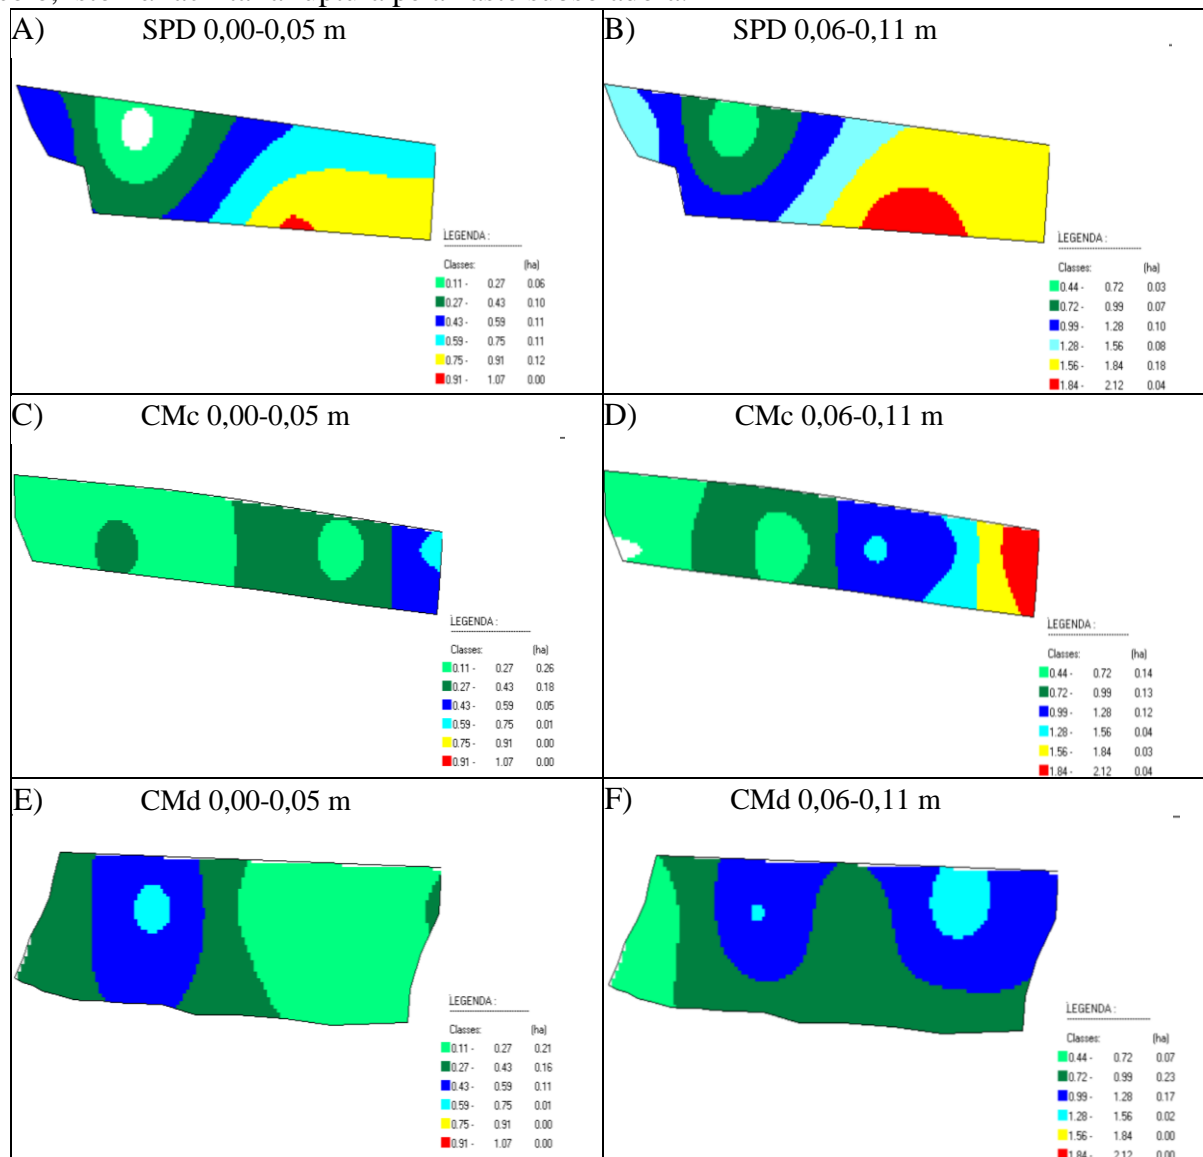 ruptura pela haste subsoladora.
A) SPD 0,00-0,05 m
LEGENDA :
Classes: (ha)
0.11 - 0.27 0.06
0.27 - 0.43 0.10
0.43 - 0.59 0.11
0.59 - 0.75 0.11
0.75 - 0.91 0.12
0.91 - 1.07 0.00
B) SPD 0,06-0,11 m
LEGENDA :
Classes: (ha)
0.44 - 0.72 0.03
0.72 - 0.99 0.07
0.99 - 1.28 0.10
1.28 - 1.56 0.08
1.56 - 1.84 0.18
1.84 - 2.12 0.04
C) CMc 0,00-0,05 m
LEGENDA :
Classes: (ha)
0.11 - 0.27 0.26
0.27 - 0.43 0.18
0.43 - 0.59 0.05
0.59 - 0.75 0.01
0.75 - 0.91 0.00
0.91 - 1.07 0.00
D) CMc 0,06-0,11 m
LEGENDA :
Classes: (ha)
0.44 - 0.72 0.14
0.72 - 0.99 0.13
0.99 - 1.28 0.12
1.28 - 1.56 0.04
1.56 - 1.84 0.03
1.84 - 2.12 0.04
E) CMd 0,00-0,05 m
LEGENDA :
Classes: (ha)
0.11 - 0.27 0.21
0.27 - 0.43 0.16
0.43 - 0.59 0.11
0.59 - 0.75 0.01
0.75 - 0.91 0.00
0.91 - 1.07 0.00
F) CMd 0,06-0,11 m
LEGENDA :
Classes: (ha)
0.44 - 0.72 0.07
0.72 - 0.99 0.23
0.99 - 1.28 0.17
1.28 - 1.56 0.02
1.56 - 1.84 0.00
1.84 - 2.12 0.00